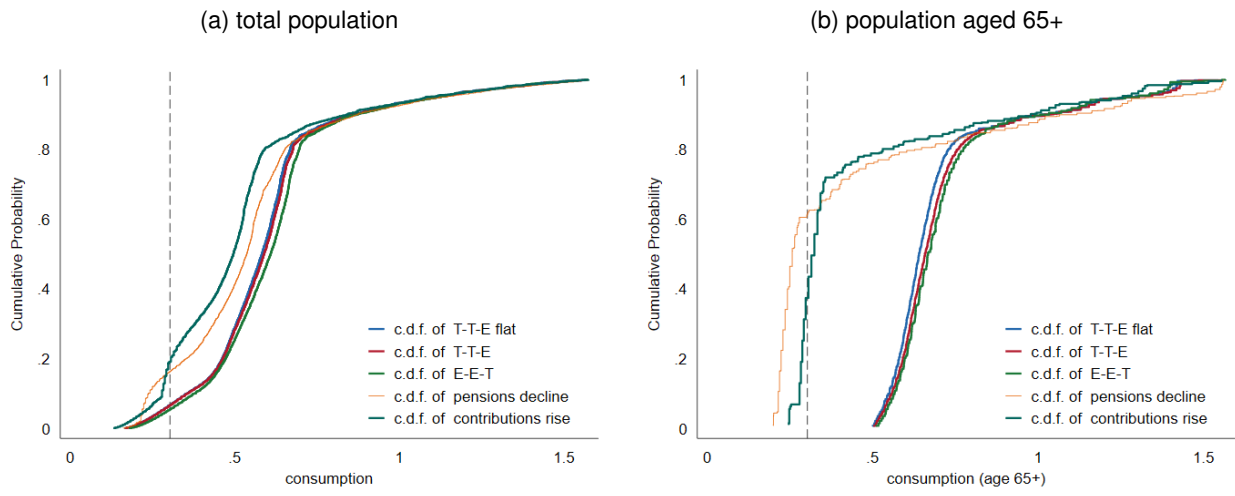 (a) total population
Cumulative Probability
1
.8
.6
.4
.2
0
c.d.f. of T-T-E flat
c.d.f. of T-T-E
c.d.f. of E-E-T
c.d.f. of pensions decline
c.d.f. of contributions rise
0 .5 1 1.5
consumption
(b) population aged 65+
Cumulative Probability
1
.8
.6
.4
.2
0
c.d.f. of T-T-E flat
c.d.f. of T-T-E
c.d.f. of E-E-T
c.d.f. of pensions decline
c.d.f. of contributions rise
0 .5 1 1.5
consumption (age 65+)